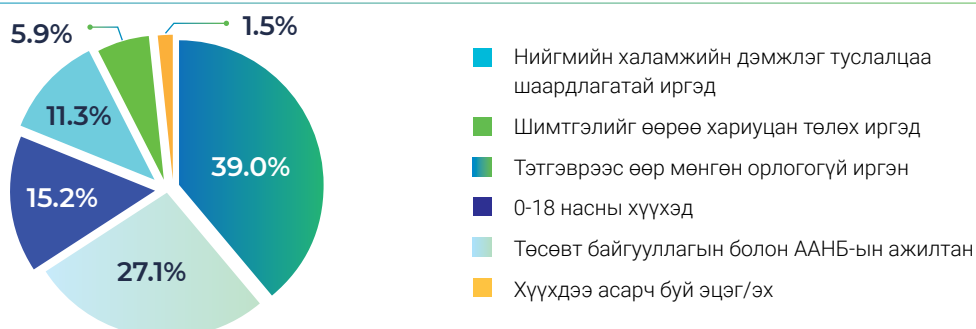 5.9%
1.5%
11.3%
39.0%
15.2%
27.1%
Нийгмийн халамжийн дэмжлэг туслалцаа
шаардлагатай иргэд
Шимтгэлийг өөрөө хариуцан төлөх иргэд
Тэтгэврээс өөр мөнгөн орлогогүй иргэн
0-18 насны хүүхэд
Төсөвт байгууллагын болон ААНБ-ын ажилтан
Хүүхдээ асарч буй эцэг/эх